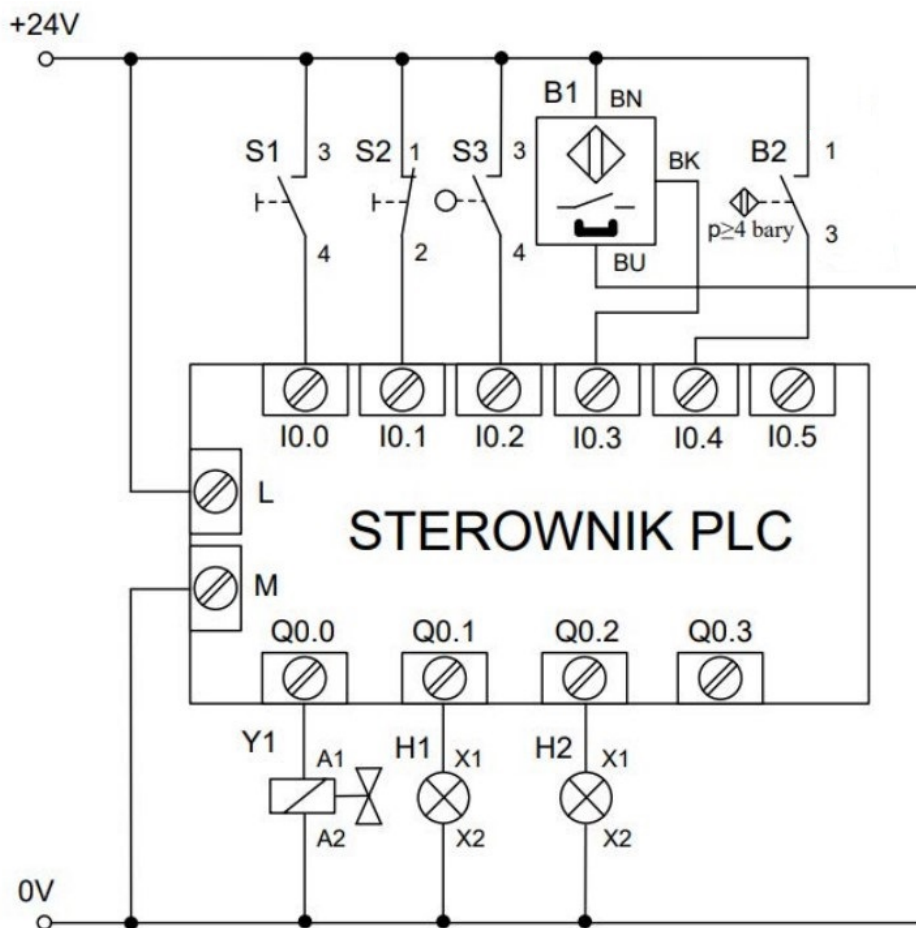 +24V
B1 BN
S1 3 S2 1 S3 3 BK B2 1
p≥4 bary
4 2 4 BU 3
I0.0 I0.1 I0.2 I0.3 I0.4 I0.5
L
STEROWNIK PLC
M
Q0.0 Q0.1 Q0.2 Q0.3
Y1 A1 H1 X1 H2 X1
A2 X2 X2
0V